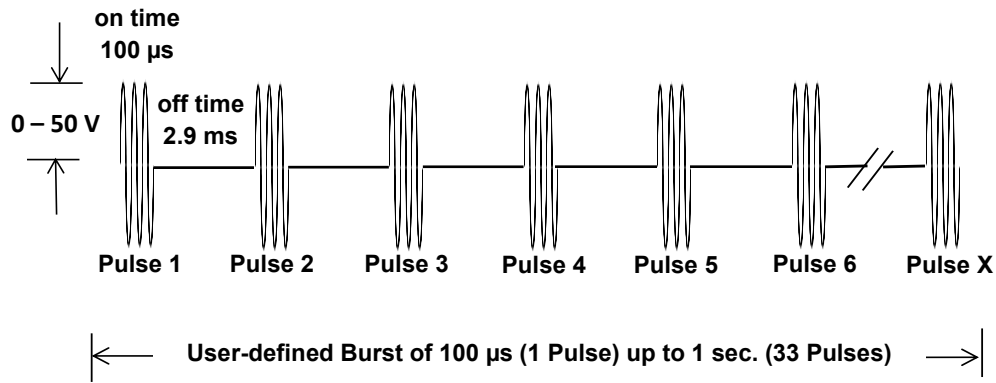 on time
100 µs
0 – 50 V
off time
2.9 ms
Pulse 1
Pulse 2
Pulse 3
Pulse 4
Pulse 5
Pulse 6
Pulse X
User-defined Burst of 100 µs (1 Pulse) up to 1 sec. (33 Pulses)